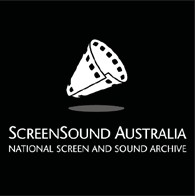 SCREENSOUND AUSTRALIA
NATIONAL SCREEN AND SOUND ARCHIVE